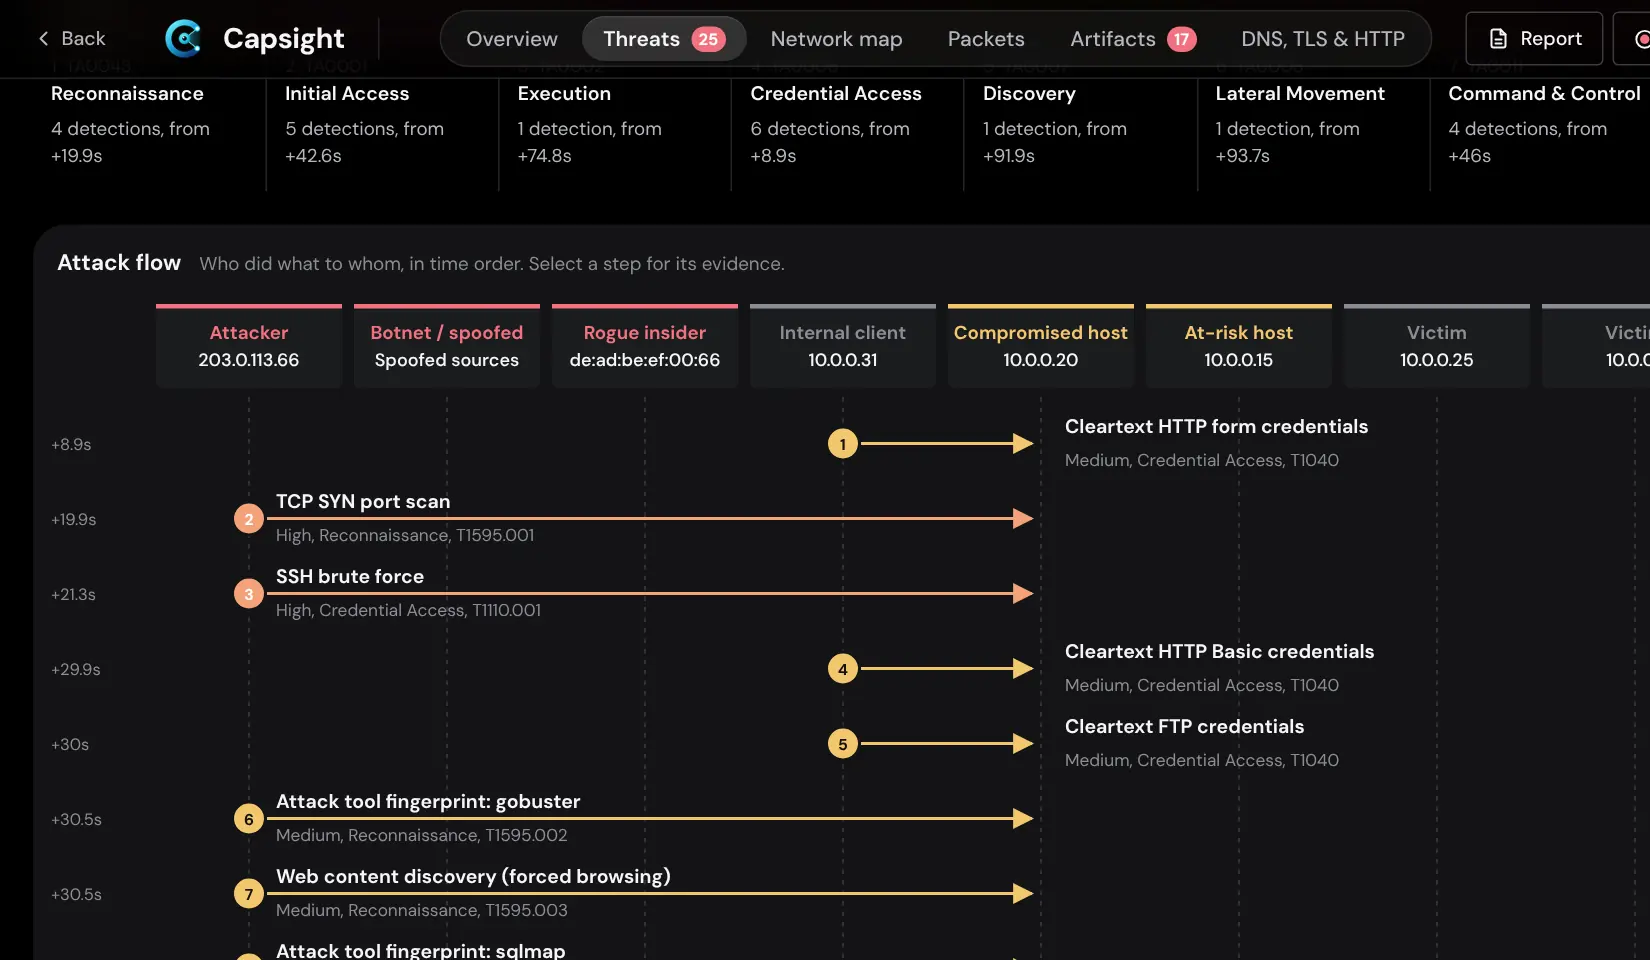 Back
Capsight
Overview
Threats 25
Network map
Packets
Artifacts 17
DNS, TLS & HTTP
Report
Reconnaissance
4 detections, from
+19.9s
Initial Access
5 detections, from
+42.6s
Execution
1 detection, from
+74.8s
Credential Access
6 detections, from
+8.9s
Discovery
1 detection, from
+91.9s
Lateral Movement
1 detection, from
+93.7s
Command & Control
4 detections, from
+46s
Attack flow
Who did what to whom, in time order. Select a step for its evidence.
Attacker
203.0.113.66
Botnet / spoofed
Spoofed sources
Rogue insider
de:ad:be:ef:00:66
Internal client
10.0.0.31
Compromised host
10.0.0.20
At-risk host
10.0.0.15
Victim
10.0.0.25
+8.9s
1
Cleartext HTTP form credentials
Medium, Credential Access, T1040
+19.9s
2
TCP SYN port scan
High, Reconnaissance, T1595.001
+21.3s
3
SSH brute force
High, Credential Access, T1110.001
+29.9s
4
Cleartext HTTP Basic credentials
Medium, Credential Access, T1040
+30s
5
Cleartext FTP credentials
Medium, Credential Access, T1040
+30.5s
6
Attack tool fingerprint: gobuster
Medium, Reconnaissance, T1595.002
+30.5s
7
Web content discovery (forced browsing)
Medium, Reconnaissance, T1595.003
Attack tool fingerprint: sqlmap